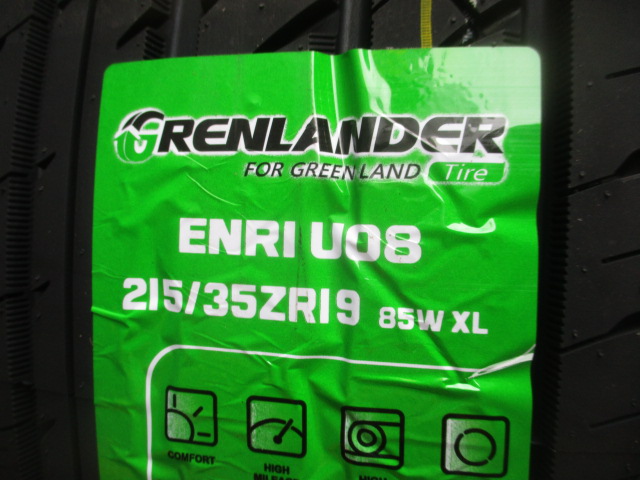 GRENLANDER
FOR GREEN LAND Tire
ENRI U08
215/35ZR19 85W XL
COMFORT
HIGH
HIGH